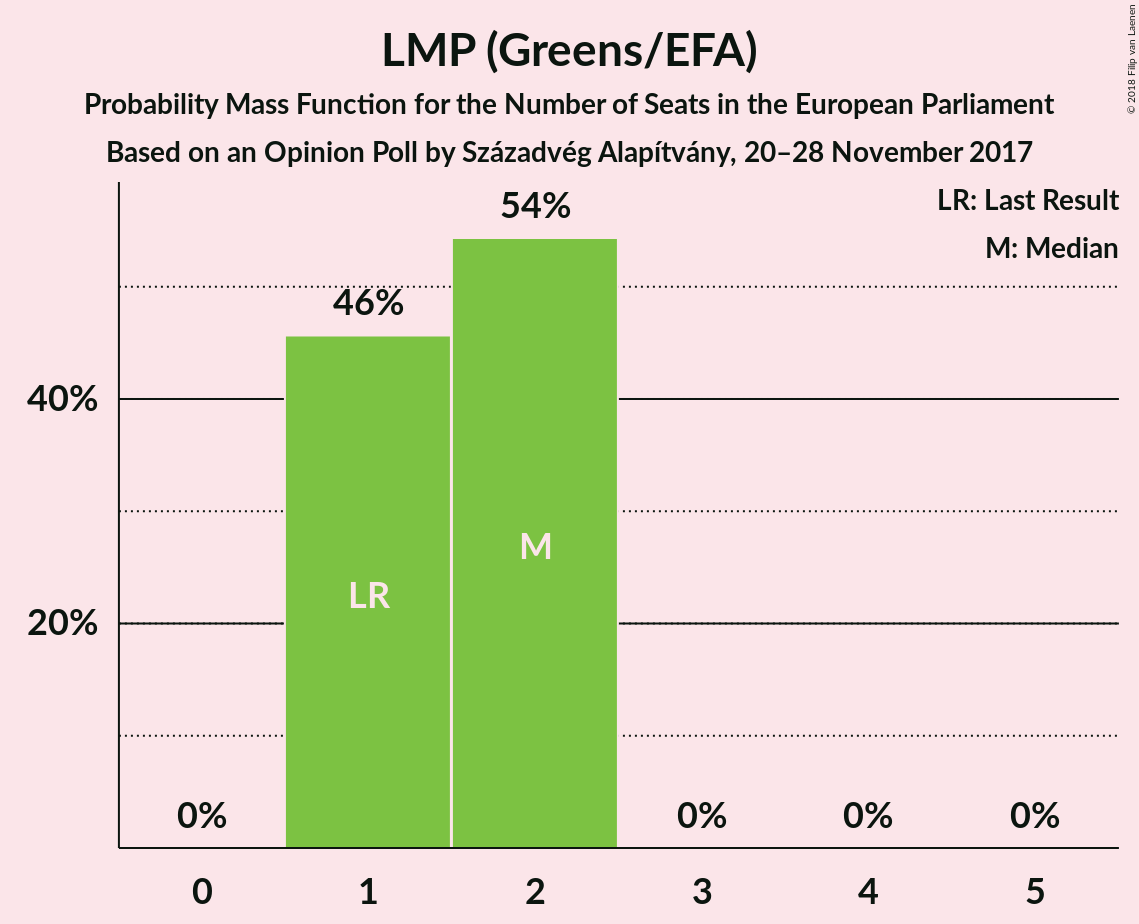 LMP (Greens/EFA)
Probability Mass Function for the Number of Seats in the European Parliament
Based on an Opinion Poll by Századvég Alapítvány, 20–28 November 2017
© 2018 Filip van Laenen
LR: Last Result
M: Median
54%
46%
40%
M
LR
20%
0% 0% 0% 0%
0 1 2 3 4 5